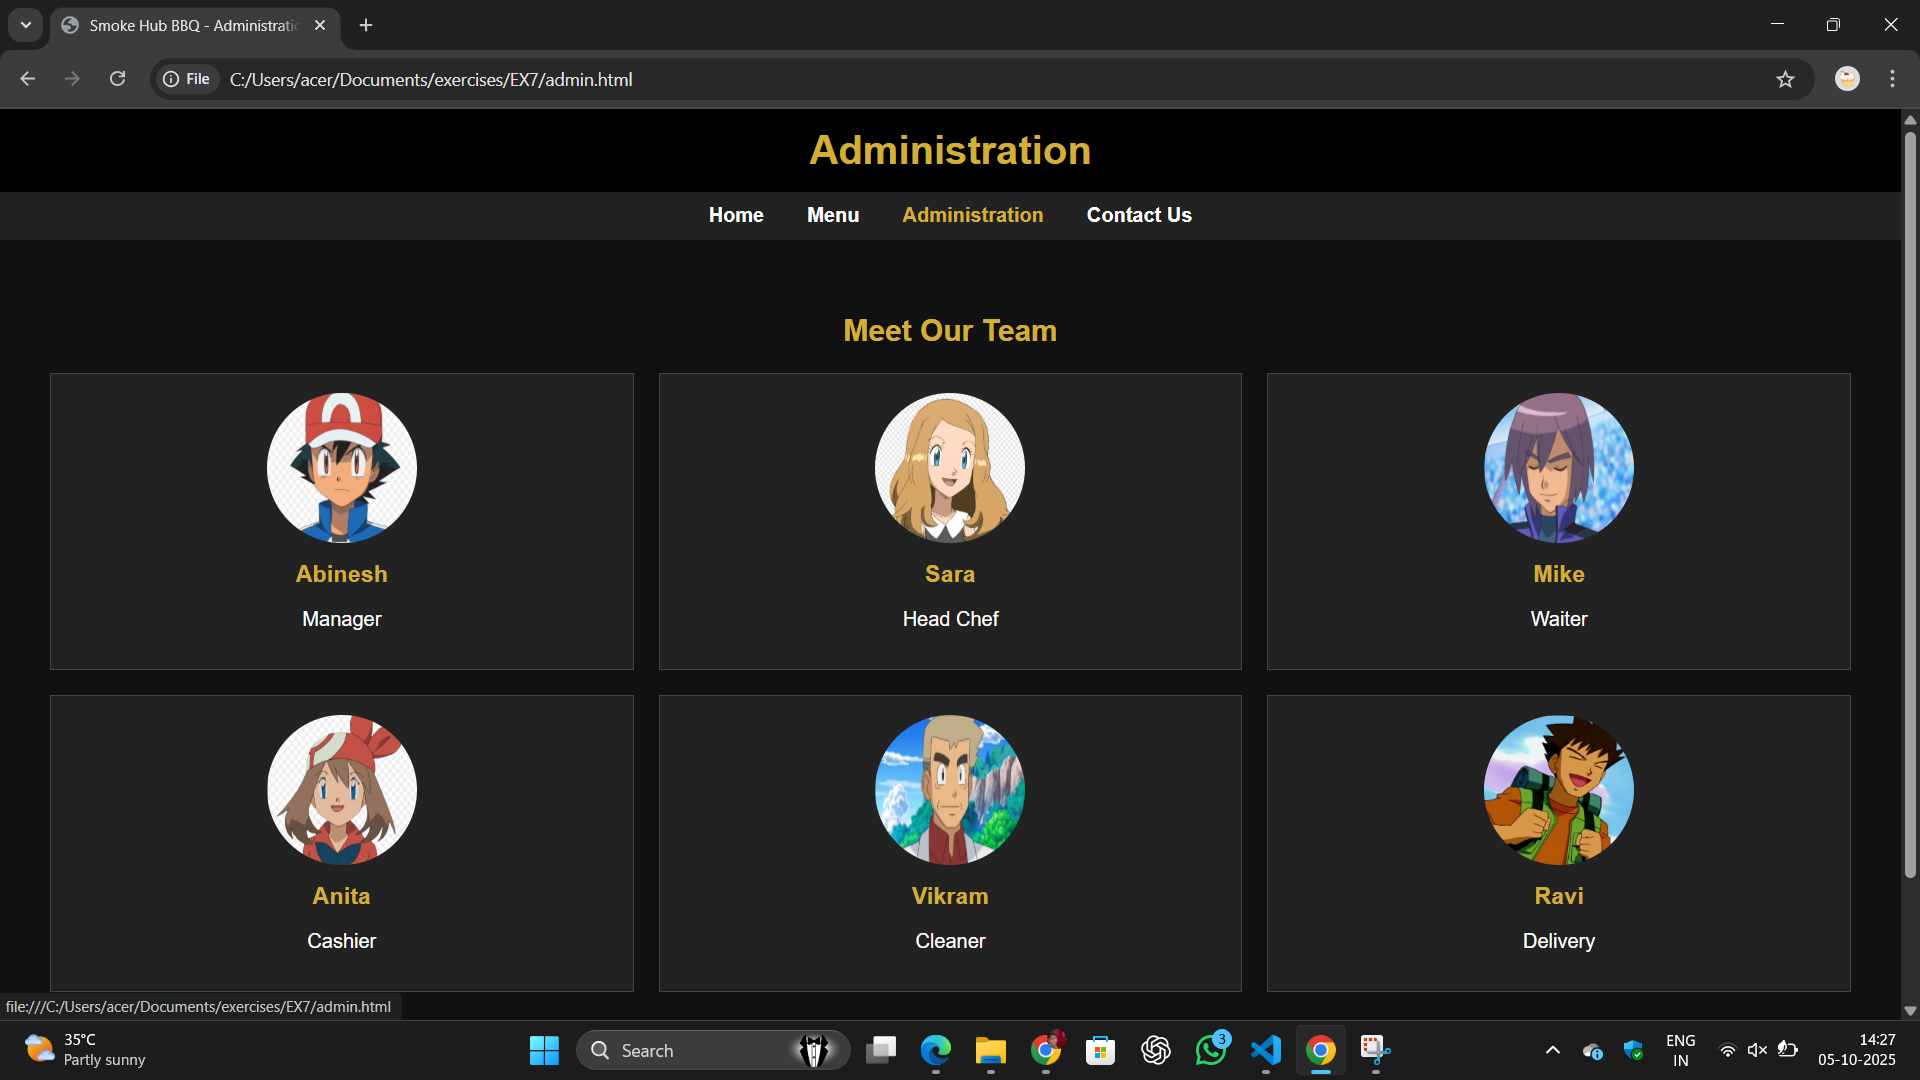 Smoke Hub BBQ - Administratio
File
C:/Users/acer/Documents/exercises/EX7/admin.html
Administration
Home Menu Administration Contact Us
Meet Our Team
Abinesh
Manager
Sara
Head Chef
Mike
Waiter
Anita
Cashier
Vikram
Cleaner
Ravi
Delivery
file:///C:/Users/acer/Documents/exercises/EX7/admin.html
35°C
Partly sunny
Search
3
ENG
IN
14:27
05-10-2025